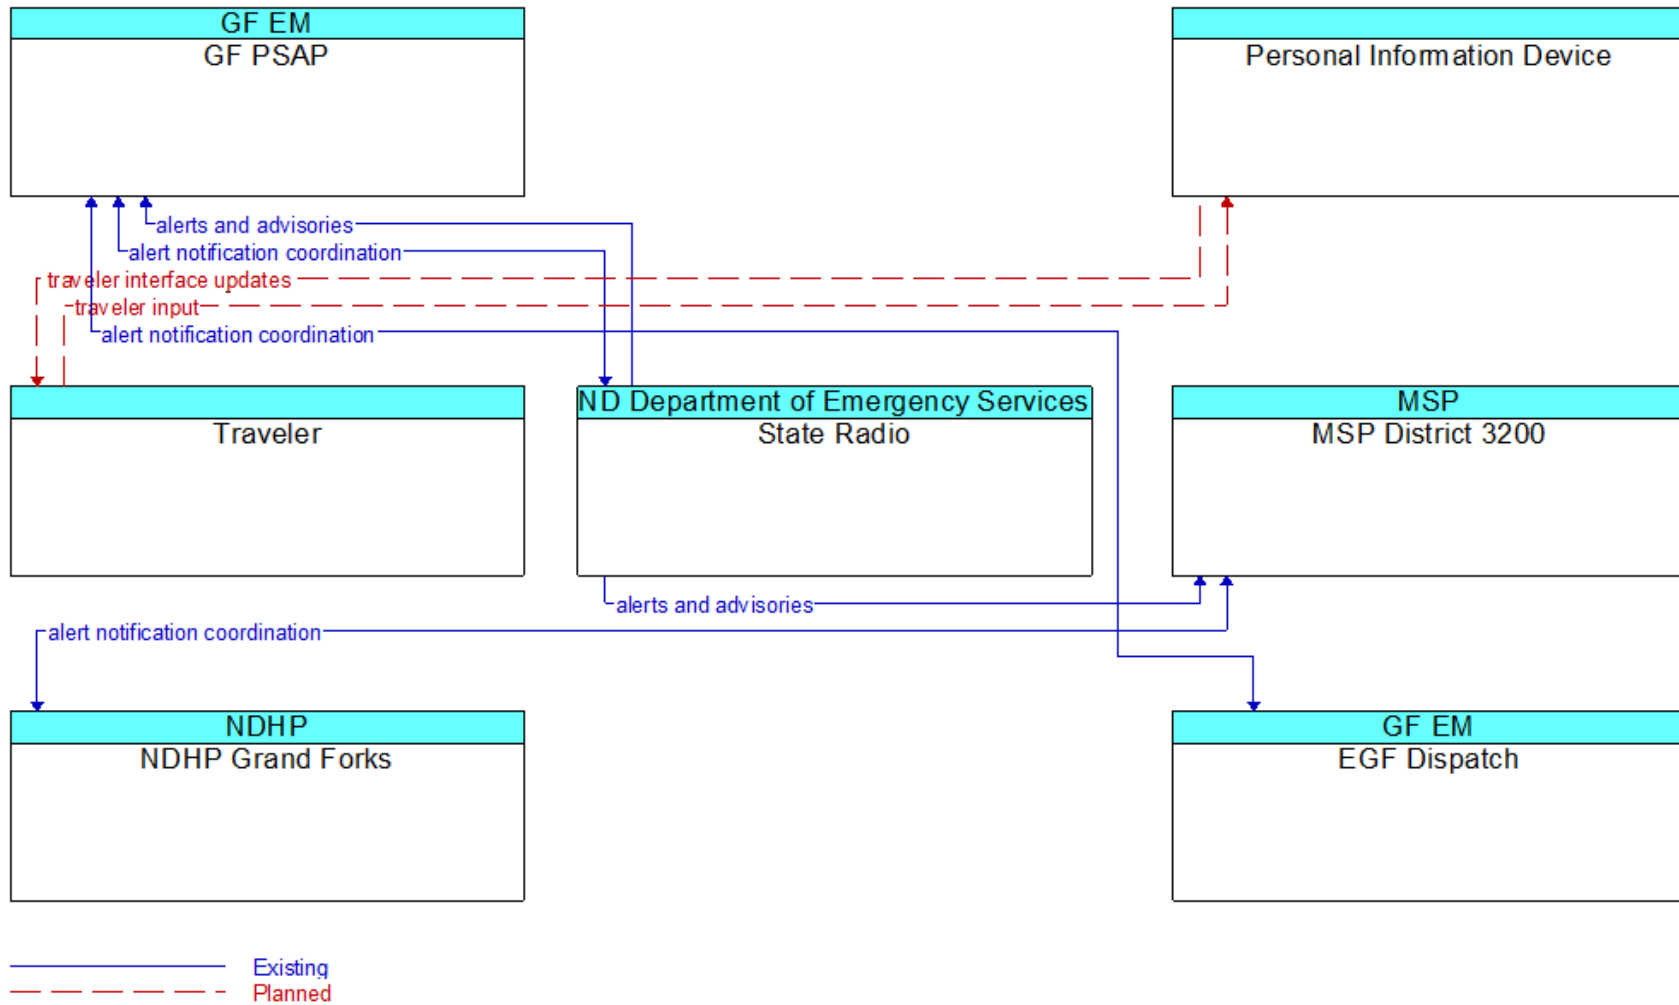 GF EM
GF PSAP
Personal Information Device
alerts and advisories
alert notification coordination
traveler interface updates
traveler input
alert notification coordination
Traveler
ND Department of Emergency Services
State Radio
MSP
MSP District 3200
alerts and advisories
alert notification coordination
NDHP
NDHP Grand Forks
GF EM
EGF Dispatch
Existing
Planned